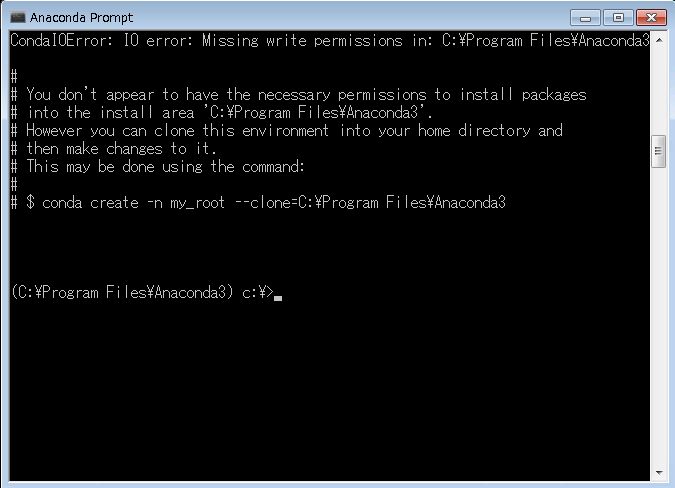 Anaconda Prompt
CondaIOError: IO error: Missing write permissions in: C:¥Program Files¥Anaconda3
#
# You don't appear to have the necessary permissions to install packages
# into the install area 'C:¥Program Files¥Anaconda3'.
# However you can clone this environment into your home directory and
# then make changes to it.
# This may be done using the command:
#
# $ conda create -n my_root --clone=C:¥Program Files¥Anaconda3
(C:¥Program Files¥Anaconda3) c:¥>